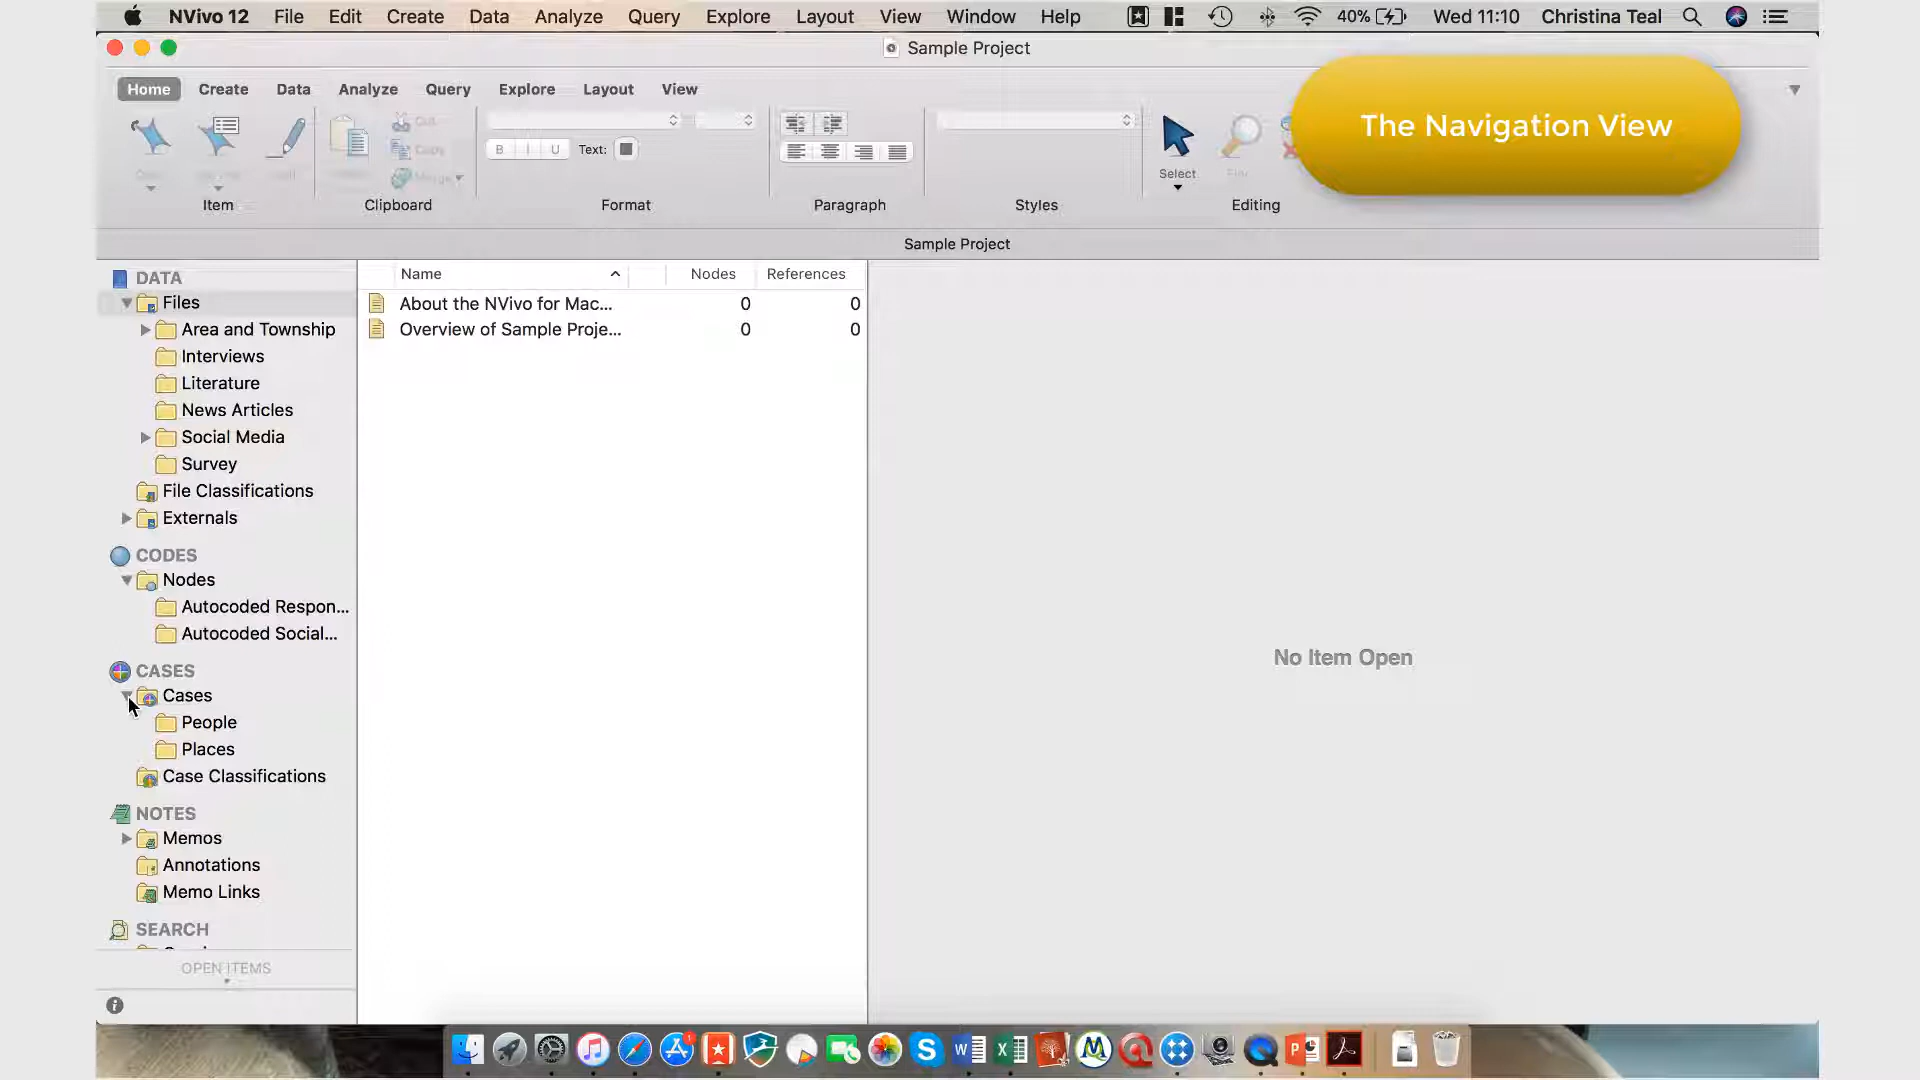 NVivo 12 File Edit Create Data Analyze Query Explore Layout View Window Help 40% Wed 11:10 Christina Teal
Sample Project
The Navigation View
Home Create Data Analyze Query Explore Layout View
Cut
Copy
B I U Text:
Merge
Select
Item Clipboard Format Paragraph Styles Editing
Sample Project
DATA
Files
Area and Township
Interviews
Literature
News Articles
Social Media
Survey
File Classifications
Externals
CODES
Nodes
Autocoded Respon...
Autocoded Social...
CASES
Cases
People
Places
Case Classifications
NOTES
Memos
Annotations
Memo Links
SEARCH
OPEN ITEMS
Name Nodes References
About the NVivo for Mac... 0 0
Overview of Sample Proje... 0 0
No Item Open